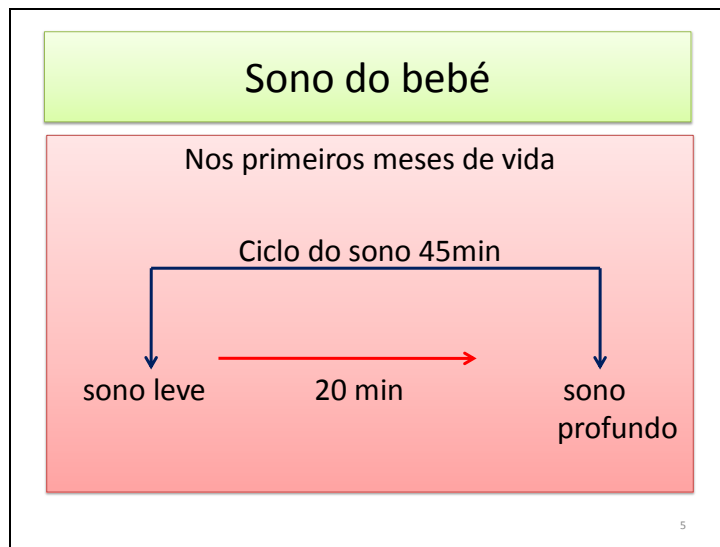 Sono do bebé
Nos primeiros meses de vida
Ciclo do sono 45min
sono leve 20 min sono
profundo
5